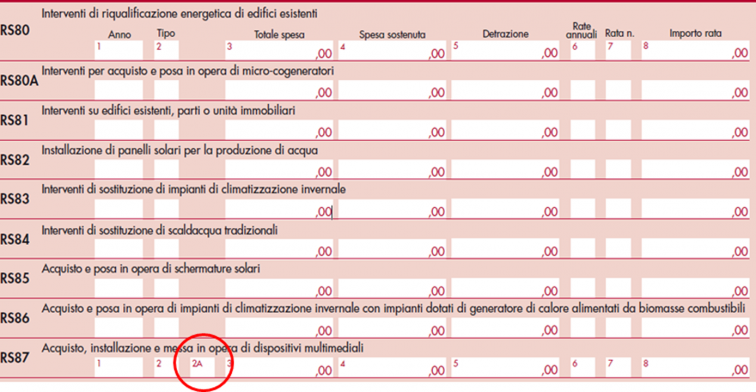 RS80 Interventi di riqualificazione energetica di edifici esistenti
Anno Tipo Totale spesa Spesa sostenuta Detrazione Rate annuali Rata n. Importo rata
1 2 3 ,00 4 ,00 5 ,00 6 7 8 ,00
RS80A Interventi per acquisto e posa in opera di micro-cogeneratori
,00 ,00 ,00 ,00
RS81 Interventi su edifici esistenti, parti o unità immobiliari
,00 ,00 ,00 ,00
RS82 Installazione di panelli solari per la produzione di acqua
,00 ,00 ,00 ,00
RS83 Interventi di sostituzione di impianti di climatizzazione invernale
,00 ,00 ,00 ,00
RS84 Interventi di sostituzione di scaldacqua tradizionali
,00 ,00 ,00 ,00
RS85 Acquisto e posa in opera di schermature solari
,00 ,00 ,00 ,00
RS86 Acquisto e posa in opera di impianti di climatizzazione invernale con impianti dotati di generatore di calore alimentati da biomasse combustibili
,00 ,00 ,00 ,00
RS87 Acquisto, installazione e messa in opera di dispositivi multimediali
1 2 2A 3 ,00 4 ,00 5 ,00 6 7 8 ,00